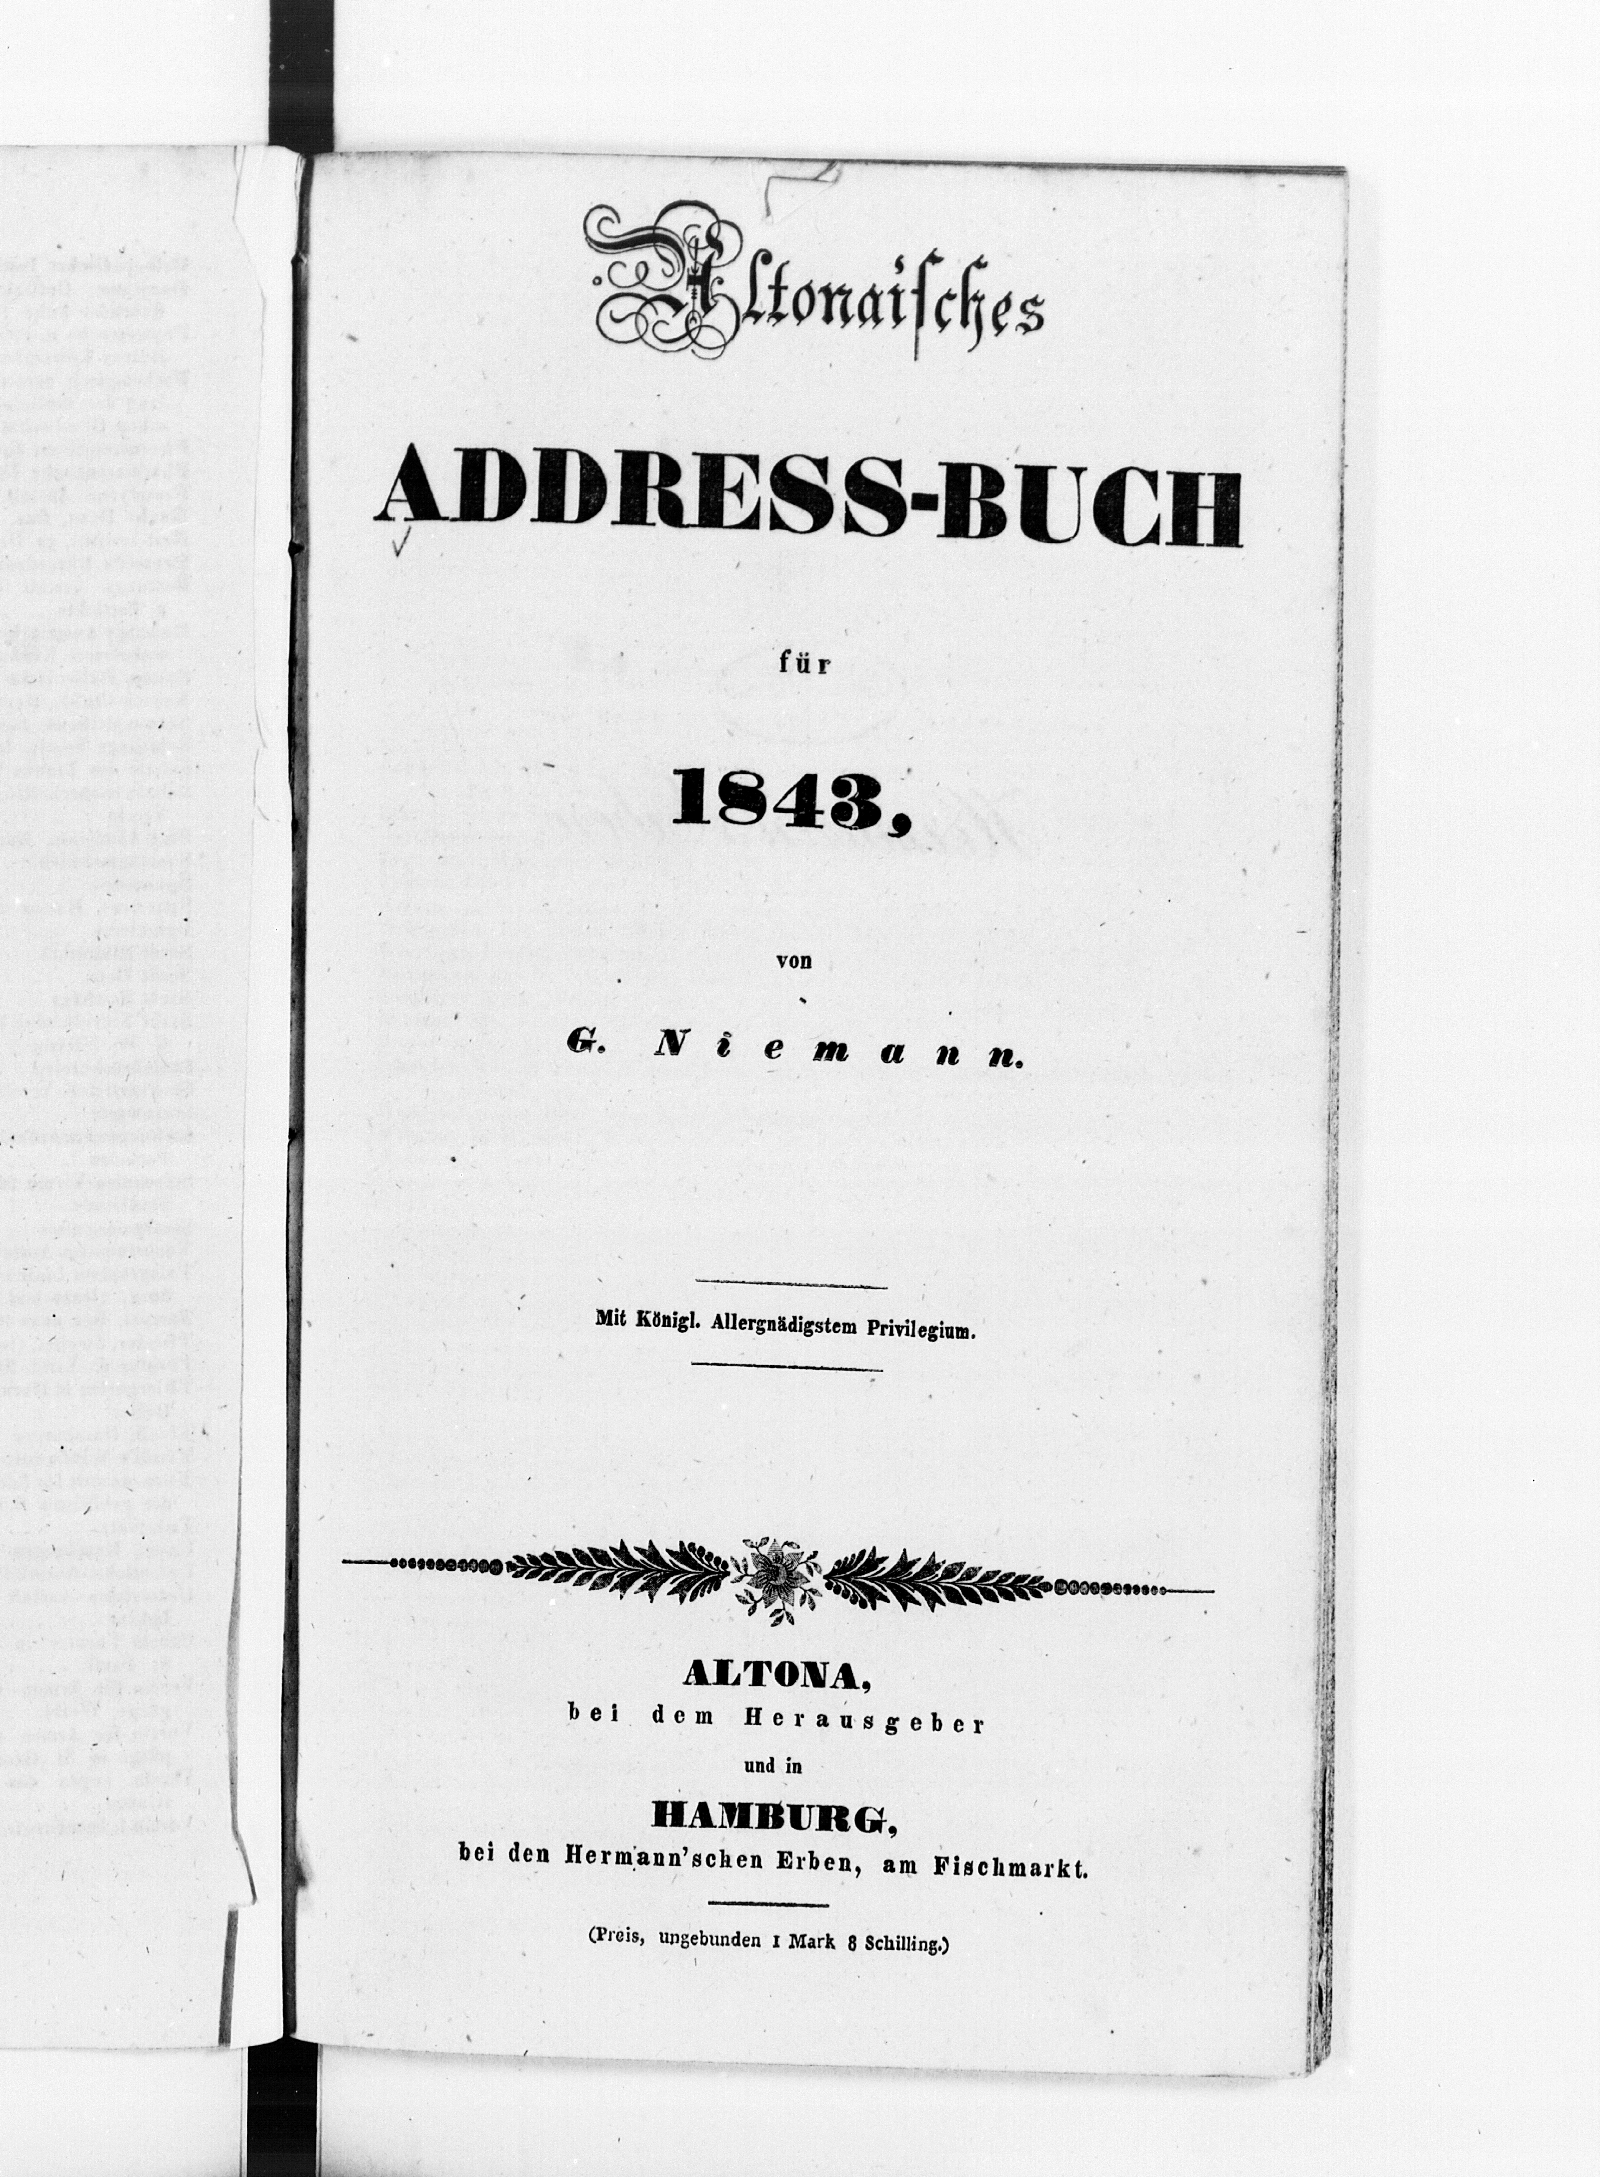 Altonaisches
ADDRESS-BUCH
für
1843,
von
G. Niemann.
Mit Königl. Allergnädigstem Privilegium.
ALTONA,
bei dem Herausgeber
und in
HAMBURG,
bei den Hermann'schen Erben, am Fischmarkt.
(Preis, ungebunden 1 Mark 8 Schilling.)